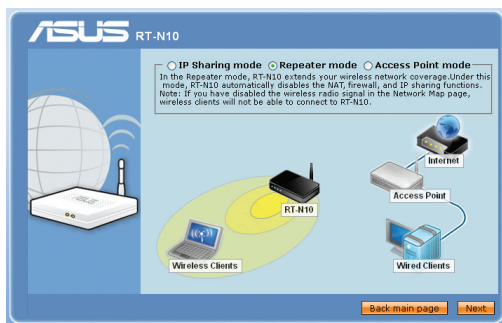 ASUS RT-N10
IP Sharing mode Repeater mode Access Point mode
In the Repeater mode, RT-N10 extends your wireless network coverage.Under this
mode, RT-N10 automatically disables the NAT, firewall, and IP sharing functions.
Note: If you have disabled the wireless radio signal in the Network Map page,
wireless clients will not be able to connect to RT-N10.
Internet
Access Point
RT-N10
Wireless Clients
Wired Clients
Back main page Next